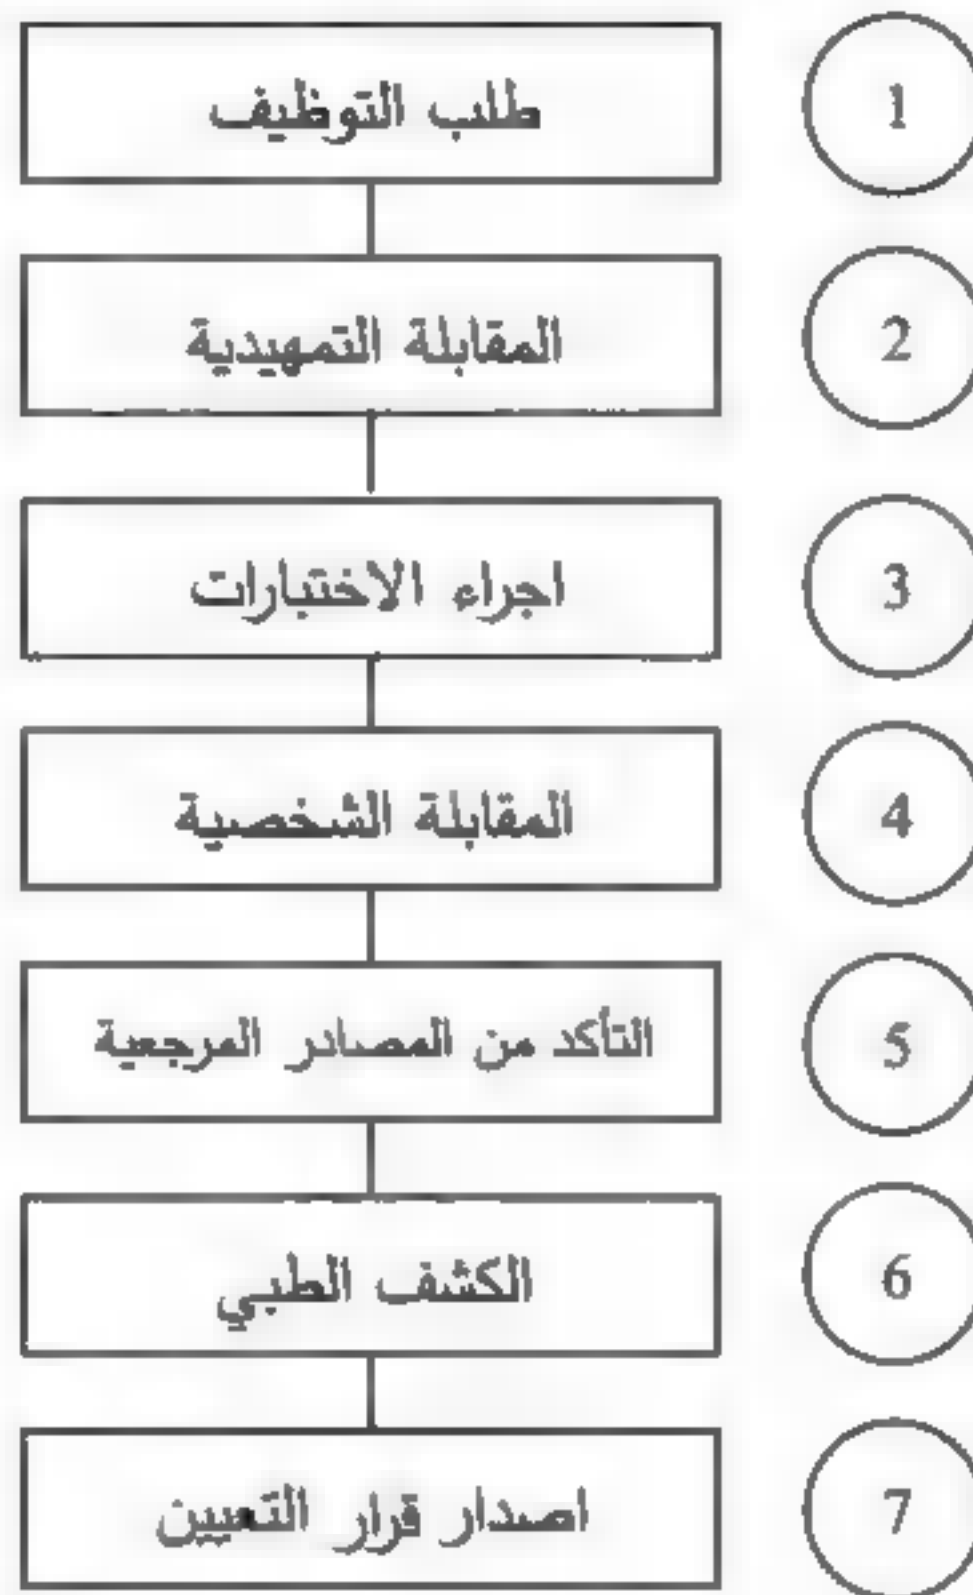 طلب التوظيف
1
المقابلة التمهيدية
2
اجراء الاختبارات
3
المقابلة الشخصية
4
التأكد من المصادر المرجعية
5
الكشف الطبي
6
اصدار قرار التعيين
7